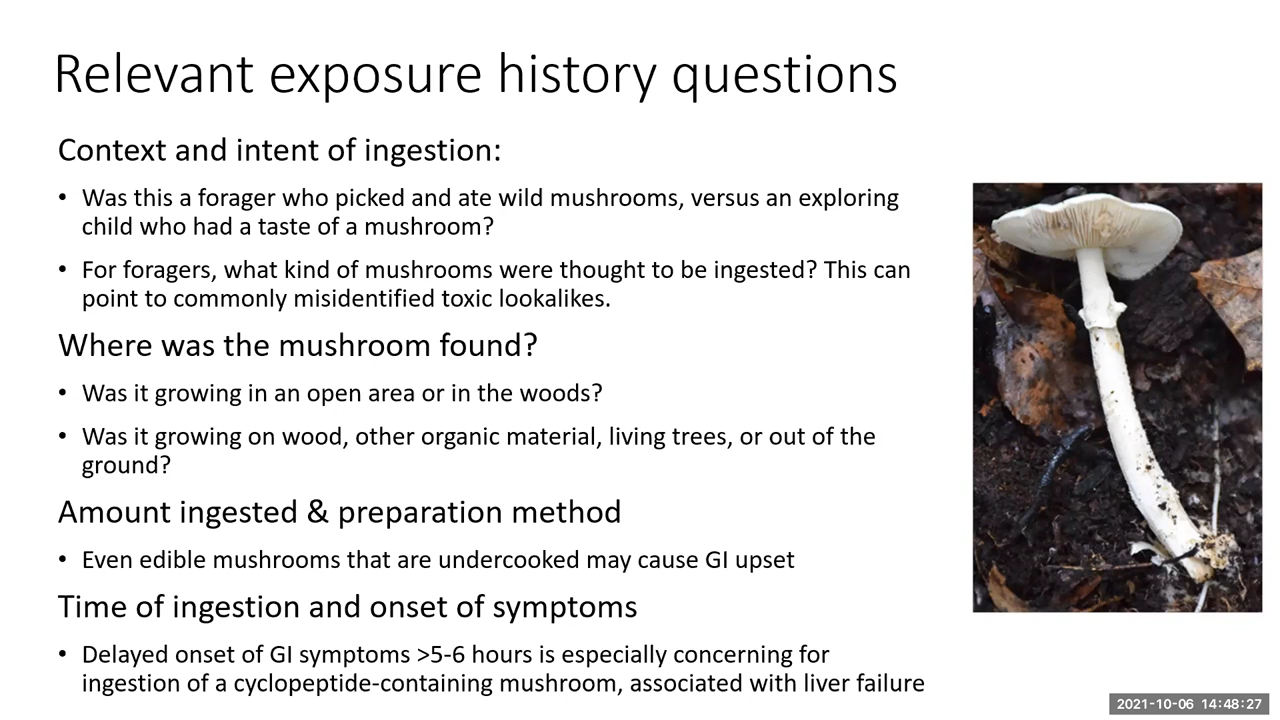 Relevant exposure history questions
Context and intent of ingestion:
• Was this a forager who picked and ate wild mushrooms, versus an exploring
child who had a taste of a mushroom?
• For foragers, what kind of mushrooms were thought to be ingested? This can
point to commonly misidentified toxic lookalikes.
Where was the mushroom found?
• Was it growing in an open area or in the woods?
• Was it growing on wood, other organic material, living trees, or out of the
ground?
Amount ingested & preparation method
• Even edible mushrooms that are undercooked may cause GI upset
Time of ingestion and onset of symptoms
• Delayed onset of GI symptoms >5-6 hours is especially concerning for
ingestion of a cyclopeptide-containing mushroom, associated with liver failure
2021-10-06 14:48:27